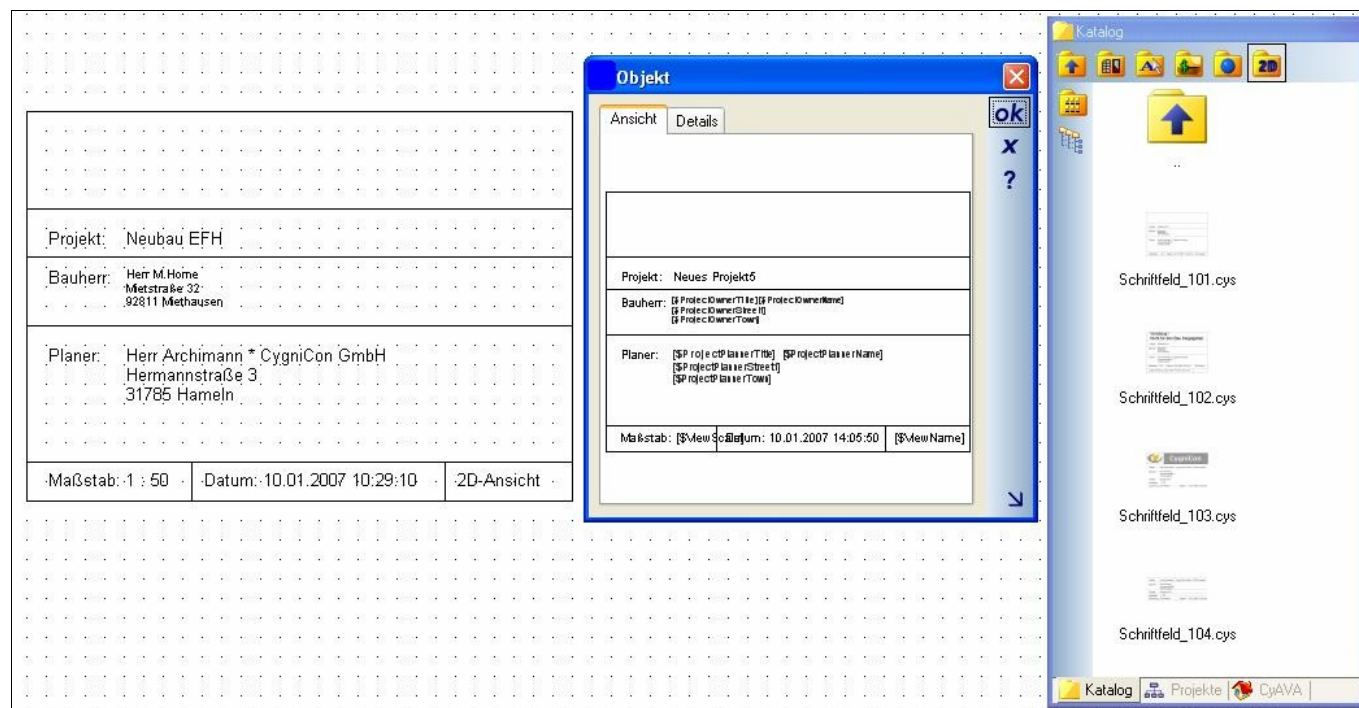 Projekt: Neubau EFH
Bauherr: Herr M.Home
Mietstraße 32
92811 Miethausen
Planer: Herr Archimann * CygniCon GmbH
Hermannstraße 3
31785 Hameln
Maßstab: 1 : 50
Datum: 10.01.2007 10:29:10
2D-Ansicht
Objekt
Ansicht
Details
ok
x
?
Projekt: Neues Projekt5
Bauherr: [$ProjectOwnerTitle][$ProjectOwnerName]
[$ProjectOwnerStreet]
[$ProjectOwnerTown]
Planer: [$ProjectPlannerTitle] [$ProjectPlannerName]
[$ProjectPlannerStreet]
[$ProjectPlannerTown]
Maßstab:
Datum: 10.01.2007 14:05:50
[$ViewName]
Katalog
2D
..
Schriftfeld_101.cys
Schriftfeld_102.cys
CygniCon
Schriftfeld_103.cys
Schriftfeld_104.cys
Katalog
Projekte
CyAVA